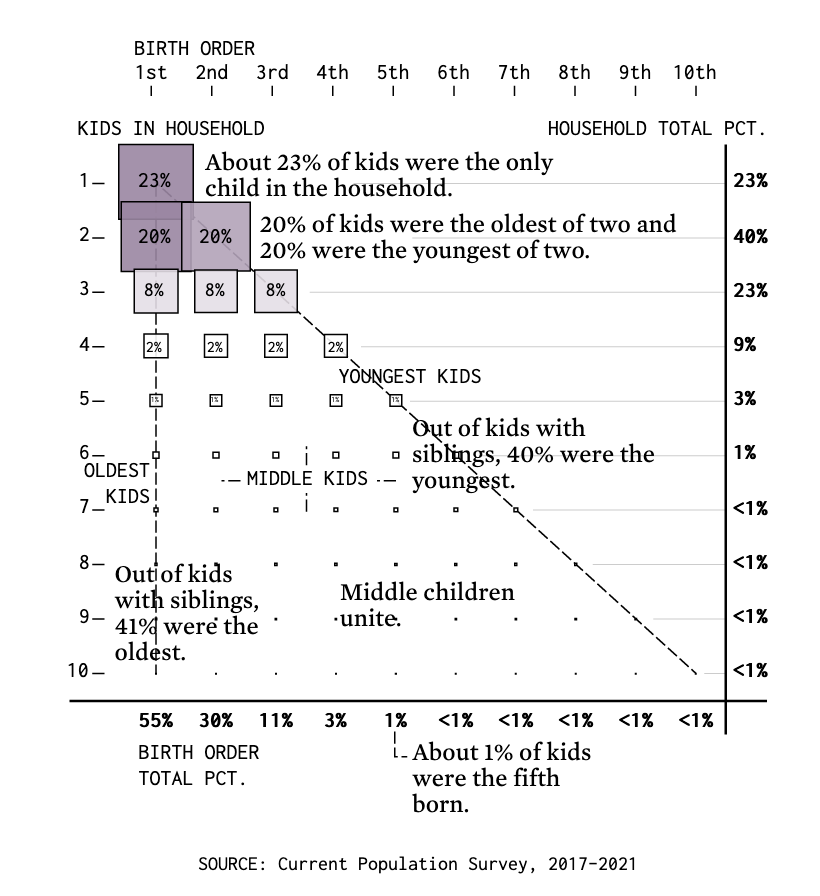 BIRTH ORDER
1st 2nd 3rd 4th 5th 6th 7th 8th 9th 10th
KIDS IN HOUSEHOLD HOUSEHOLD TOTAL PCT.
About 23% of kids were the only
1 23% 23%
child in the household.
20% of kids were the oldest of two and
2 20% 20% 40%
20% were the youngest of two.
3 8% 8% 8% 23%
4 2% 2% 2% 2% 9%
YOUNGEST KIDS
5 1% 1% 1% 1% 1% 3%
Out of kids with
6 siblings, 40% were the 1%
OLDEST
MIDDLE KIDS youngest.
KIDS
7 <1%
8 <1%
Out of kids
Middle children
with siblings,
9 unite. <1%
41% were the
oldest.
10 <1%
55% 30% 11% 3% 1% <1% <1% <1% <1% <1%
BIRTH ORDER
TOTAL PCT.
About 1% of kids
were the fifth
born.
SOURCE: Current Population Survey, 2017–2021